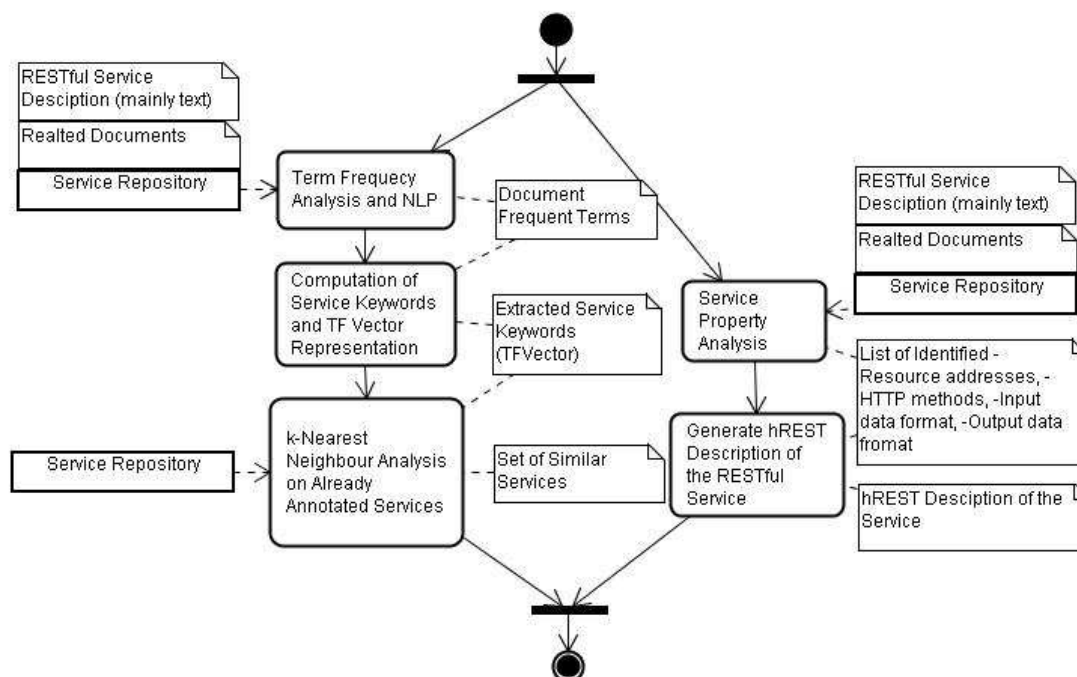 RESTful Service
Desciption (mainly text)
Realted Documents
Service Repository
Term Frequecy
Analysis and NLP
Document
Frequent Terms
Computation of
Service Keywords
and TF Vector
Representation
Extracted Service
Keywords
(TFVector)
Service Repository
k-Nearest
Neighbour Analysis
on Already
Annotated Services
Set of Similar
Services
RESTful Service
Desciption (mainly text)
Realted Documents
Service Repository
Service
Property
Analysis
List of Identified -
Resource addresses, -
HTTP methods, -Input
data format, -Output data
fromat
Generate hREST
Description of
the RESTful
Service
hREST Desciption of the
Service